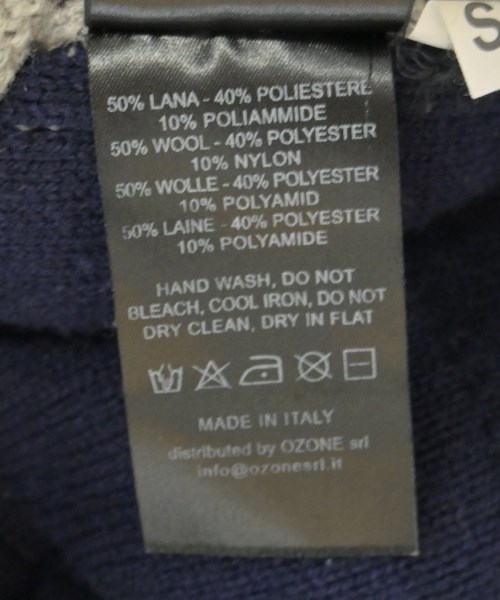 S
50% LANA - 40% POLIESTERE
10% POLIAMMIDE
50% WOOL - 40% POLYESTER
10% NYLON
50% WOLLE - 40% POLYESTER
10% POLYAMID
50% LAINE - 40% POLYESTER
10% POLYAMIDE
HAND WASH, DO NOT
BLEACH, COOL IRON, DO NOT
DRY CLEAN, DRY IN FLAT
MADE IN ITALY
distributed by OZONE srl
info@ozonesrl.it